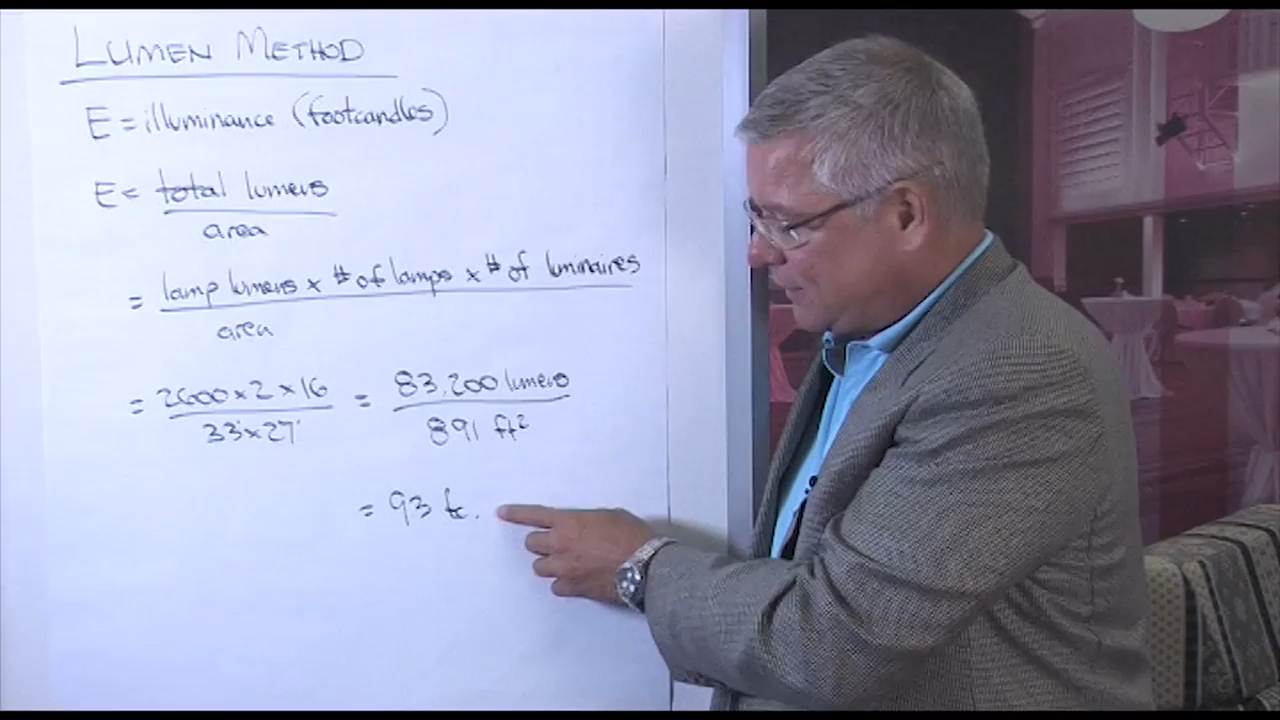 LUMEN METHOD
E = illuminance (footcandles)
E = total lumens
area
= lamp lumens x # of lamps x # of luminaires
area
= 2600 x 2 x 16 = 83,200 lumens
33' x 27' 891 ft²
= 93 fc.